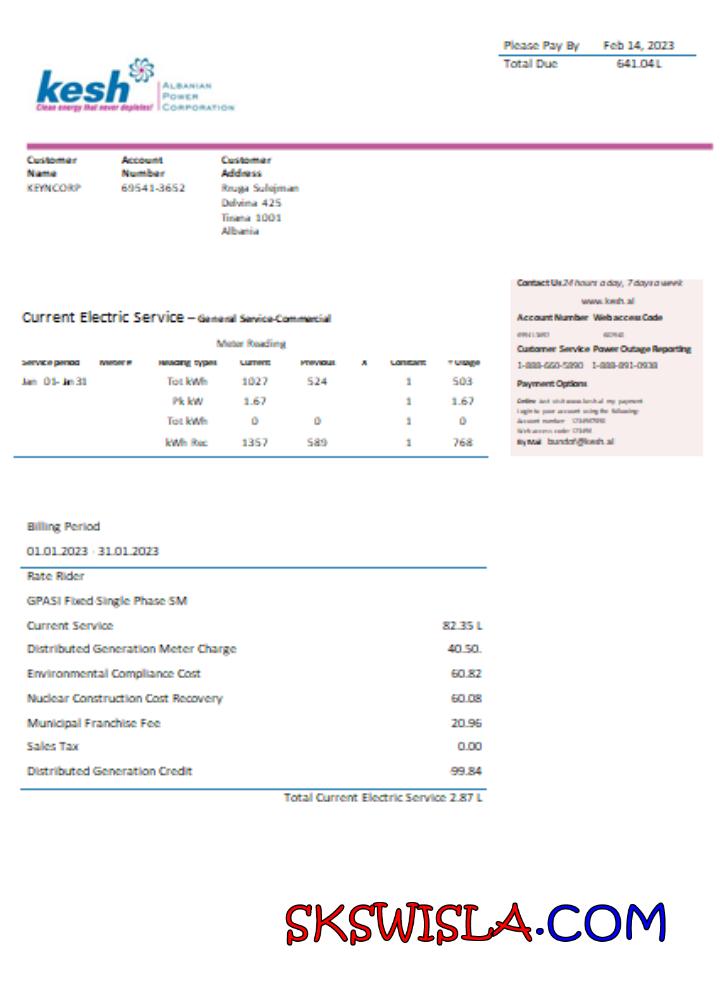 Please Pay By Feb 14, 2023
Total Due 641.04 L
kesh ALBANIAN POWER CORPORATION
Clean energy that never depletes!
Customer Name Account Number Customer Address
KEYNCORP 69541-3652 Rruga Sulejman
Delvina 425
Tirana 1001
Albania
Contact Us 24 hours a day, 7 days a week
www.kesh.al
Account Number Web access Code
Customer Service Power Outage Reporting
1-888-660-5890 1-888-891-0938
Payment Options
Login to your account using the following:
By Mail
Current Electric Service – General Service-Commercial
Meter Reading
Service period Meter # Reading types Current Previous X Constant = Usage
Jan 01- Jn 31 Tot kWh 1027 524 1 503
Pk kW 1.67 1 1.67
Tot kWh 0 0 1 0
kWh Rec 1357 589 1 768
Billing Period
01.01.2023 - 31.01.2023
Rate Rider
GPASI Fixed Single Phase SM
Current Service 82.35 L
Distributed Generation Meter Charge 40.50.
Environmental Compliance Cost 60.82
Nuclear Construction Cost Recovery 60.08
Municipal Franchise Fee 20.96
Sales Tax 0.00
Distributed Generation Credit 99.84
Total Current Electric Service 2.87 L
SKSWISLA.COM